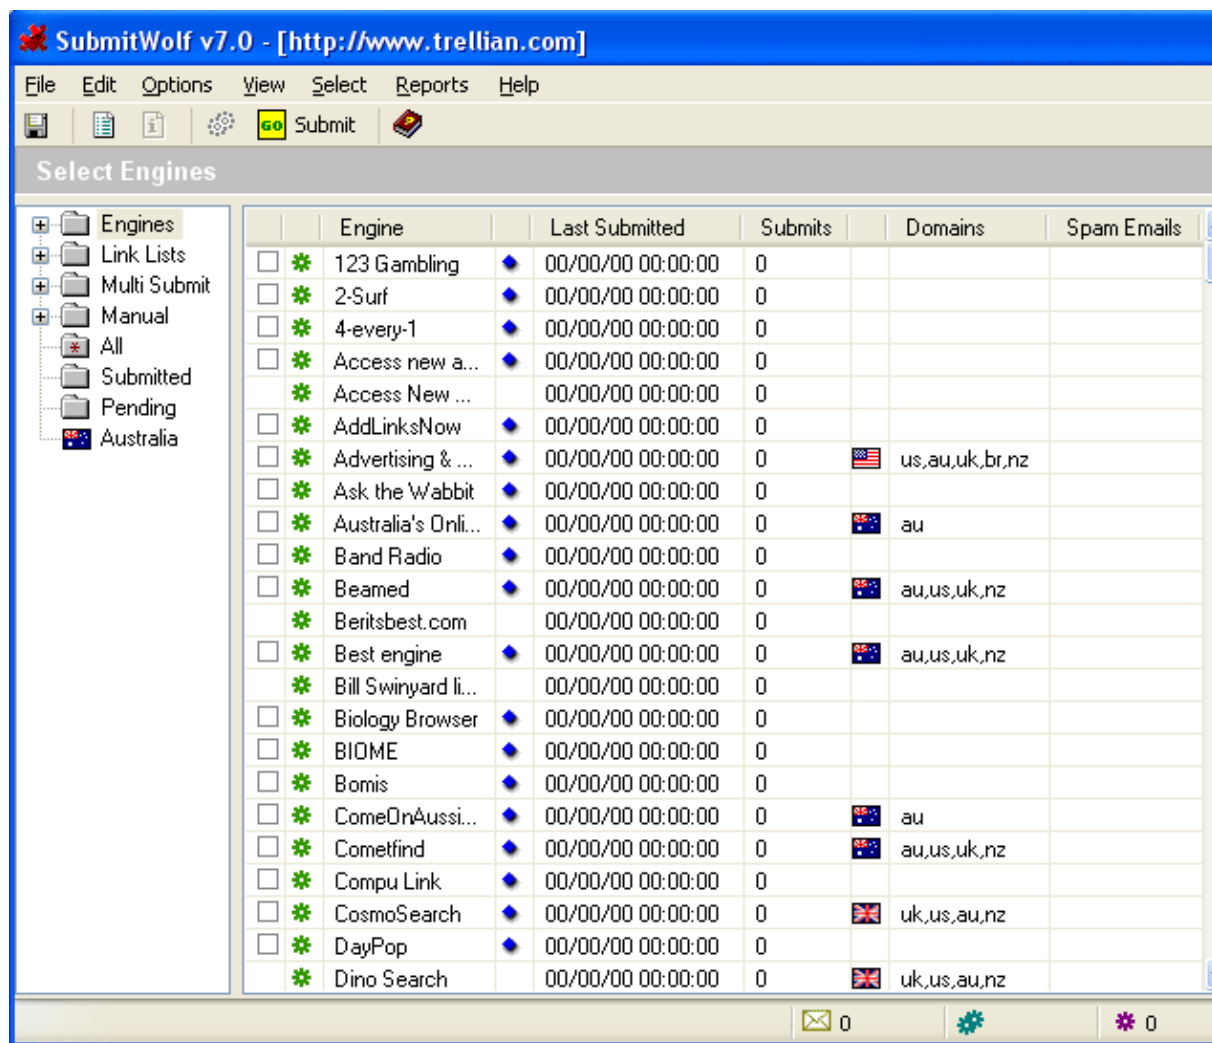 SubmitWolf v7.0 - [http://www.trellian.com]
File Edit Options View Select Reports Help
GO Submit
Select Engines
Engines
Link Lists
Multi Submit
Manual
All
Submitted
Pending
Australia
Engine Last Submitted Submits Domains Spam Emails
123 Gambling 00/00/00 00:00:00 0
2-Surf 00/00/00 00:00:00 0
4-every-1 00/00/00 00:00:00 0
Access new a... 00/00/00 00:00:00 0
Access New ... 00/00/00 00:00:00 0
AddLinksNow 00/00/00 00:00:00 0
Advertising & ... 00/00/00 00:00:00 0 us,au,uk,br,nz
Ask the Wabbit 00/00/00 00:00:00 0
Australia's Onli... 00/00/00 00:00:00 0 au
Band Radio 00/00/00 00:00:00 0
Beamed 00/00/00 00:00:00 0 au,us,uk,nz
Beritsbest.com 00/00/00 00:00:00 0
Best engine 00/00/00 00:00:00 0 au,us,uk,nz
Bill Swinyard li... 00/00/00 00:00:00 0
Biology Browser 00/00/00 00:00:00 0
BIOME 00/00/00 00:00:00 0
Bomis 00/00/00 00:00:00 0
ComeOnAussi... 00/00/00 00:00:00 0 au
Cometfind 00/00/00 00:00:00 0 au,us,uk,nz
Compu Link 00/00/00 00:00:00 0
CosmoSearch 00/00/00 00:00:00 0 uk,us,au,nz
DayPop 00/00/00 00:00:00 0
Dino Search 00/00/00 00:00:00 0 uk,us,au,nz
0 0